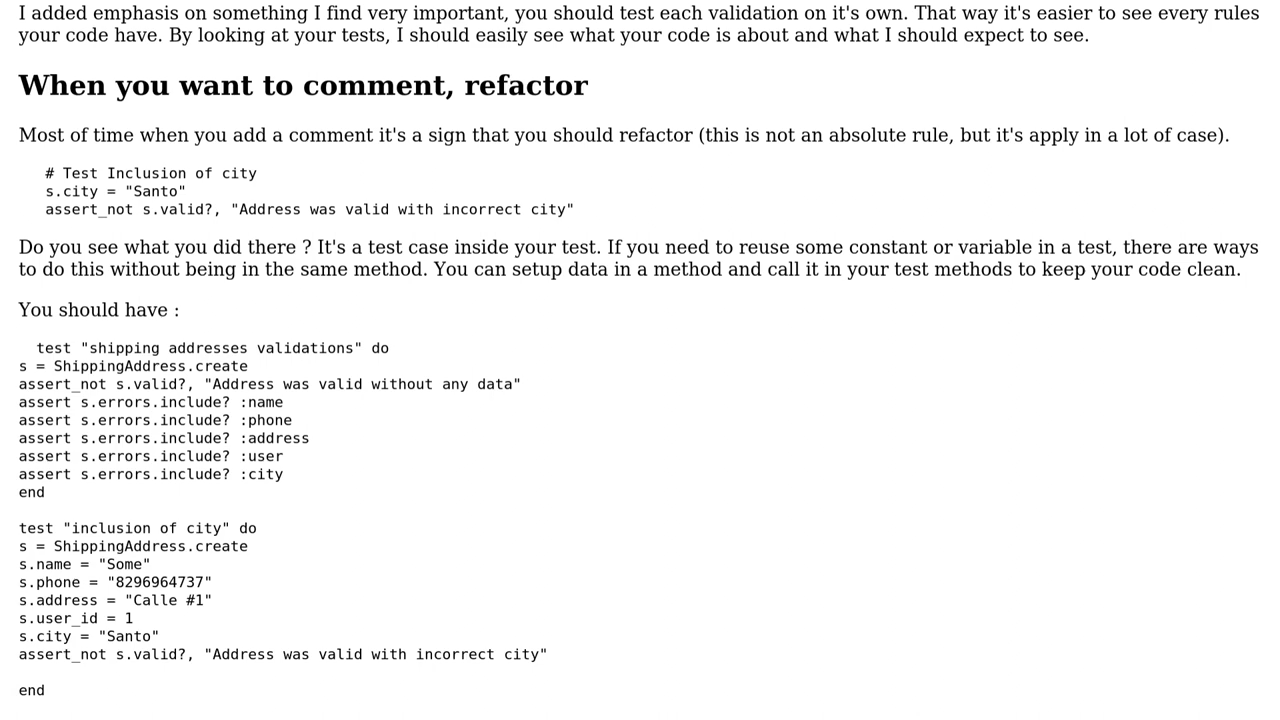 I added emphasis on something I find very important, you should test each validation on it's own. That way it's easier to see every rules
your code have. By looking at your tests, I should easily see what your code is about and what I should expect to see.
When you want to comment, refactor
Most of time when you add a comment it's a sign that you should refactor (this is not an absolute rule, but it's apply in a lot of case).
# Test Inclusion of city
s.city = "Santo"
assert_not s.valid?, "Address was valid with incorrect city"
Do you see what you did there ? It's a test case inside your test. If you need to reuse some constant or variable in a test, there are ways
to do this without being in the same method. You can setup data in a method and call it in your test methods to keep your code clean.
You should have :
test "shipping addresses validations" do
s = ShippingAddress.create
assert_not s.valid?, "Address was valid without any data"
assert s.errors.include? :name
assert s.errors.include? :phone
assert s.errors.include? :address
assert s.errors.include? :user
assert s.errors.include? :city
end
test "inclusion of city" do
s = ShippingAddress.create
s.name = "Some"
s.phone = "8296964737"
s.address = "Calle #1"
s.user_id = 1
s.city = "Santo"
assert_not s.valid?, "Address was valid with incorrect city"
end